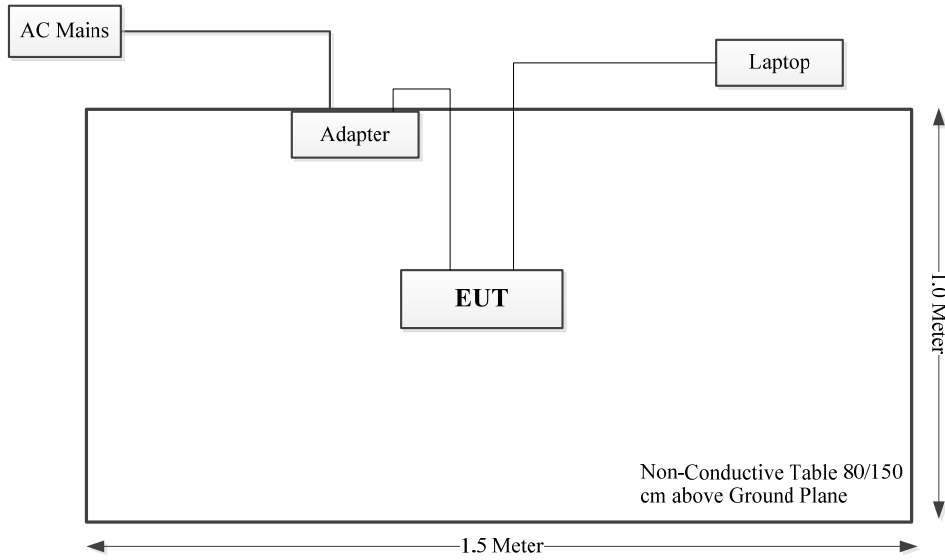 AC Mains
Laptop
Adapter
EUT
1.0 Meter
Non-Conductive Table 80/150
cm above Ground Plane
1.5 Meter